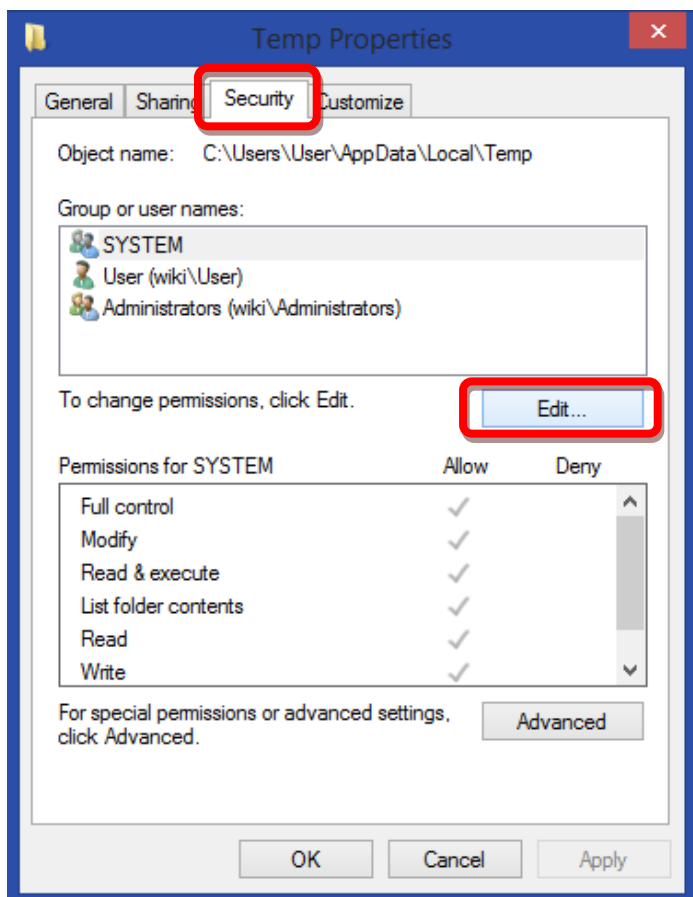 Temp Properties
General Sharing Security Customize
Object name: C:\Users\User\AppData\Local\Temp
Group or user names:
SYSTEM
User (wiki\User)
Administrators (wiki\Administrators)
To change permissions, click Edit.
Edit...
Permissions for SYSTEM Allow Deny
Full control
Modify
Read & execute
List folder contents
Read
Write
For special permissions or advanced settings,
click Advanced.
Advanced
OK Cancel Apply